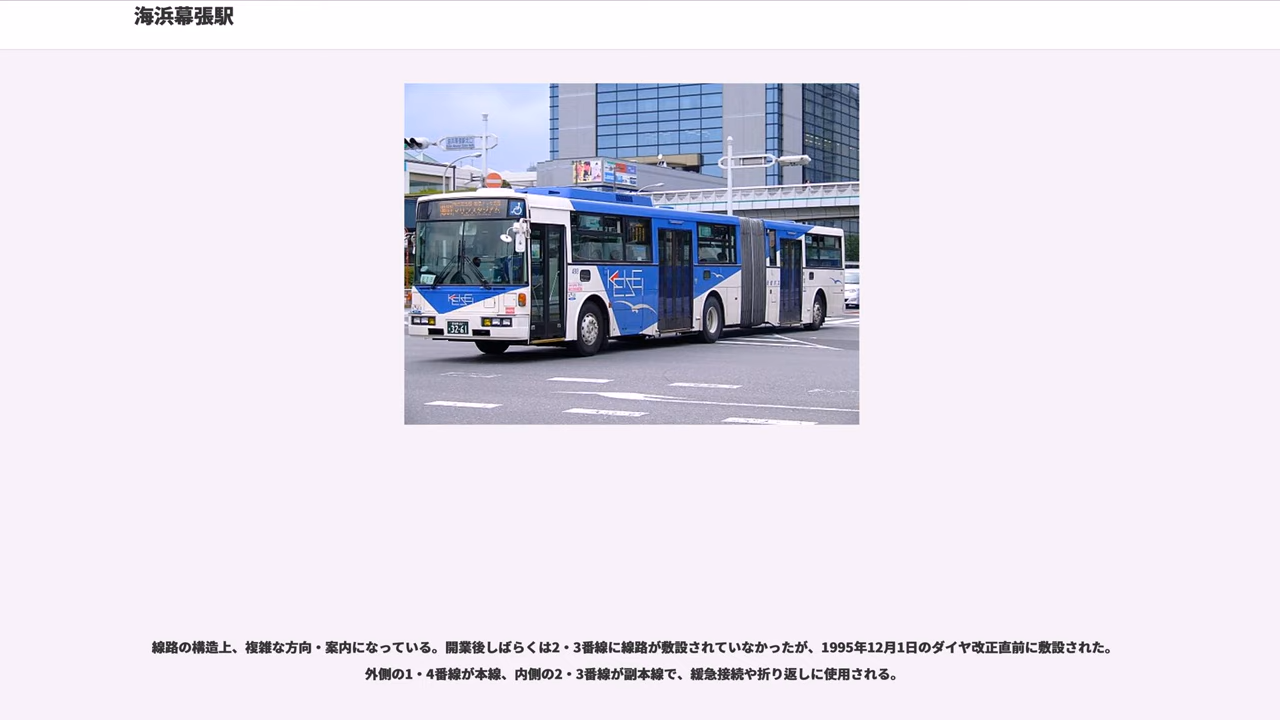 海浜幕張駅
KEISEI
KEISEI
32-61
線路の構造上、複雑な方向・案内になっている。開業後しばらくは2・3番線に線路が敷設されていなかったが、1995年12月1日のダイヤ改正直前に敷設された。
外側の1・4番線が本線、内側の2・3番線が副本線で、緩急接続や折り返しに使用される。